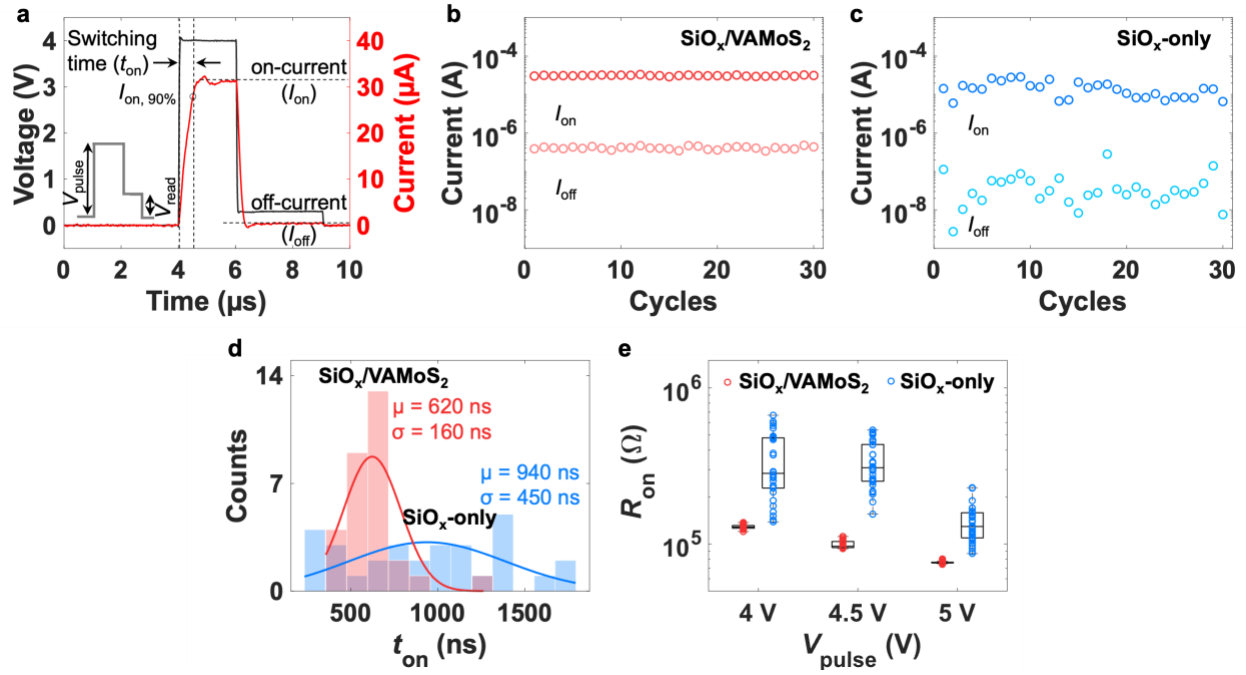 a
Voltage (V)
4
3
2
1
0
Switching
time (tₒₙ)
Iₒₙ, 90%
on-current
(Iₒₙ)
off-current
(Iₒff)
Vpulse
Vread
40
30
20
10
0
Current (µA)
0 2 4 6 8 10
Time (µs)
b
SiOₓ/VAMoS₂
Current (A)
10⁻⁴
10⁻⁶
10⁻⁸
Iₒₙ
Iₒff
0 10 20 30
Cycles
c
SiOₓ-only
Current (A)
10⁻⁴
10⁻⁶
10⁻⁸
Iₒₙ
Iₒff
0 10 20 30
Cycles
d
Counts
14
7
0
SiOₓ/VAMoS₂
µ = 620 ns
σ = 160 ns
µ = 940 ns
σ = 450 ns
SiOₓ-only
500 1000 1500
tₒₙ (ns)
e
SiOₓ/VAMoS₂ SiOₓ-only
Rₒₙ (Ω)
10⁶
10⁵
4 V 4.5 V 5 V
Vpulse (V)